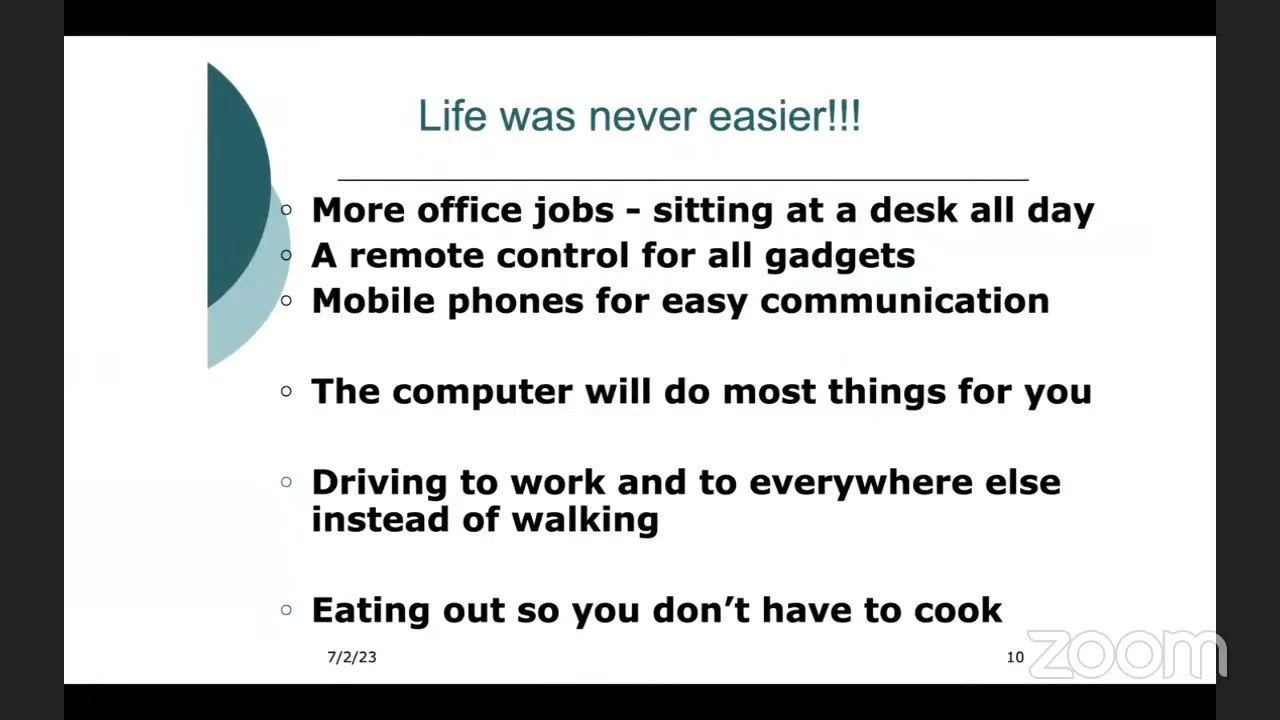 Life was never easier!!!
More office jobs - sitting at a desk all day
A remote control for all gadgets
Mobile phones for easy communication
The computer will do most things for you
Driving to work and to everywhere else
instead of walking
Eating out so you don’t have to cook
7/2/23
10
zoom